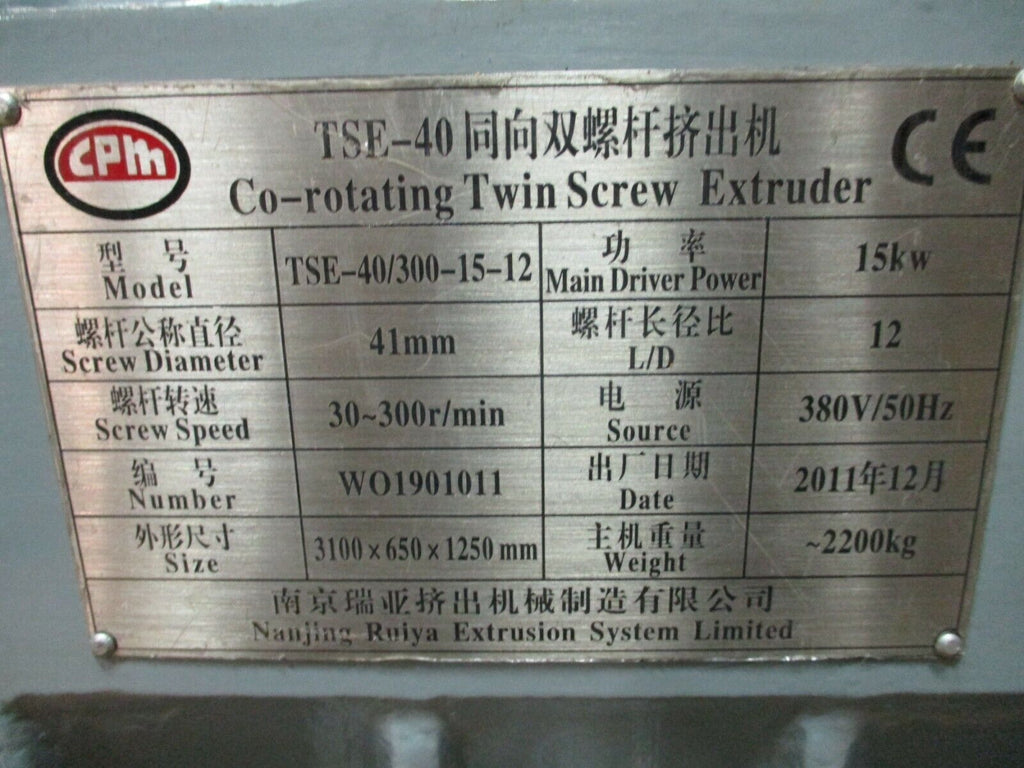 CPM
TSE-40 同向双螺杆挤出机
CE
Co-rotating Twin Screw Extruder
型 号
Model
TSE-40/300-15-12
功 率
Main Driver Power
15kw
螺杆公称直径
Screw Diameter
41mm
螺杆长径比
L/D
12
螺杆转速
Screw Speed
30~300r/min
电 源
Source
380V/50Hz
编 号
Number
WO1901011
出厂日期
Date
2011年12月
外形尺寸
Size
3100×650×1250 mm
主机重量
Weight
~2200kg
南京瑞亚挤出机械制造有限公司
Nanjing Ruiya Extrusion System Limited